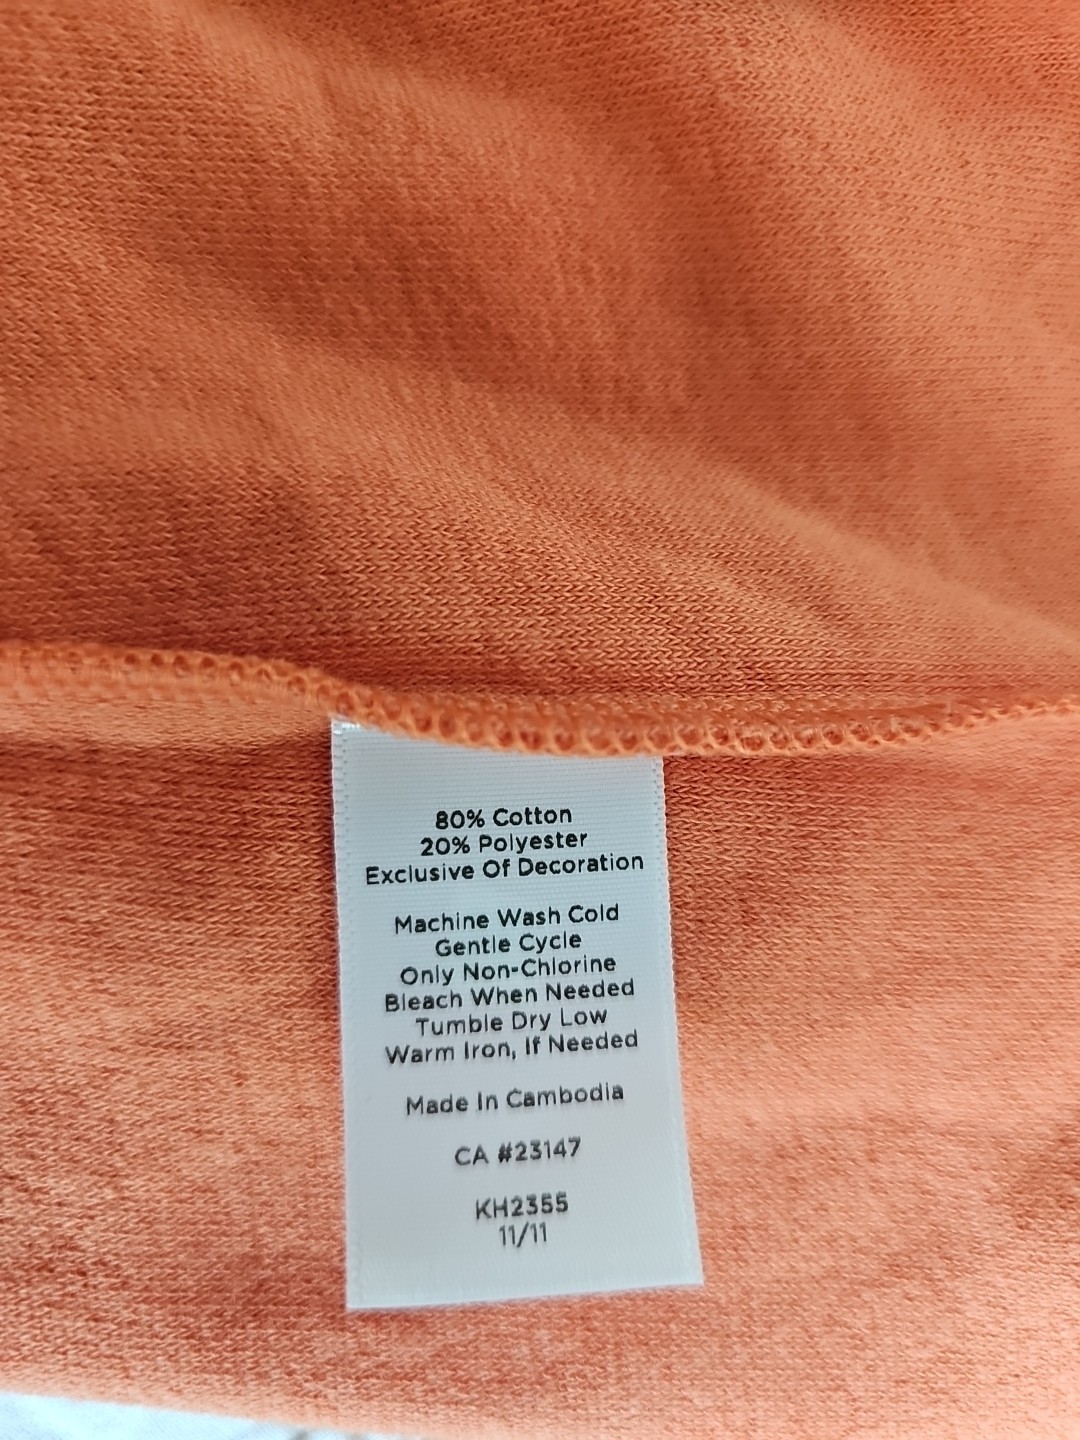 80% Cotton
20% Polyester
Exclusive Of Decoration
Machine Wash Cold
Gentle Cycle
Only Non-Chlorine
Bleach When Needed
Tumble Dry Low
Warm Iron, If Needed
Made In Cambodia
CA #23147
KH2355
11/11